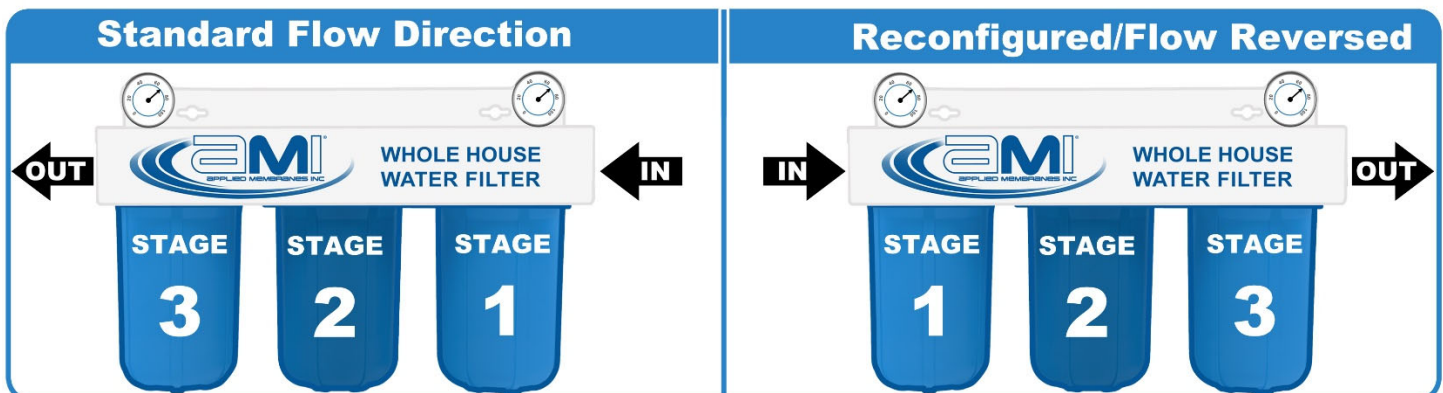 Standard Flow Direction
OUT
AMI®
APPLIED MEMBRANES INC
WHOLE HOUSE
WATER FILTER
IN
STAGE
3
STAGE
2
STAGE
1
Reconfigured/Flow Reversed
IN
AMI®
APPLIED MEMBRANES INC
WHOLE HOUSE
WATER FILTER
OUT
STAGE
1
STAGE
2
STAGE
3